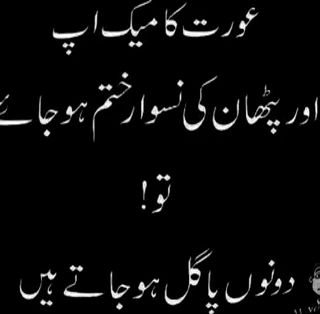 عورت کا میک اپ
اور پٹھان کی نسوار ختم ہو جائے
تو!
دونوں پاگل ہو جاتے ہیں